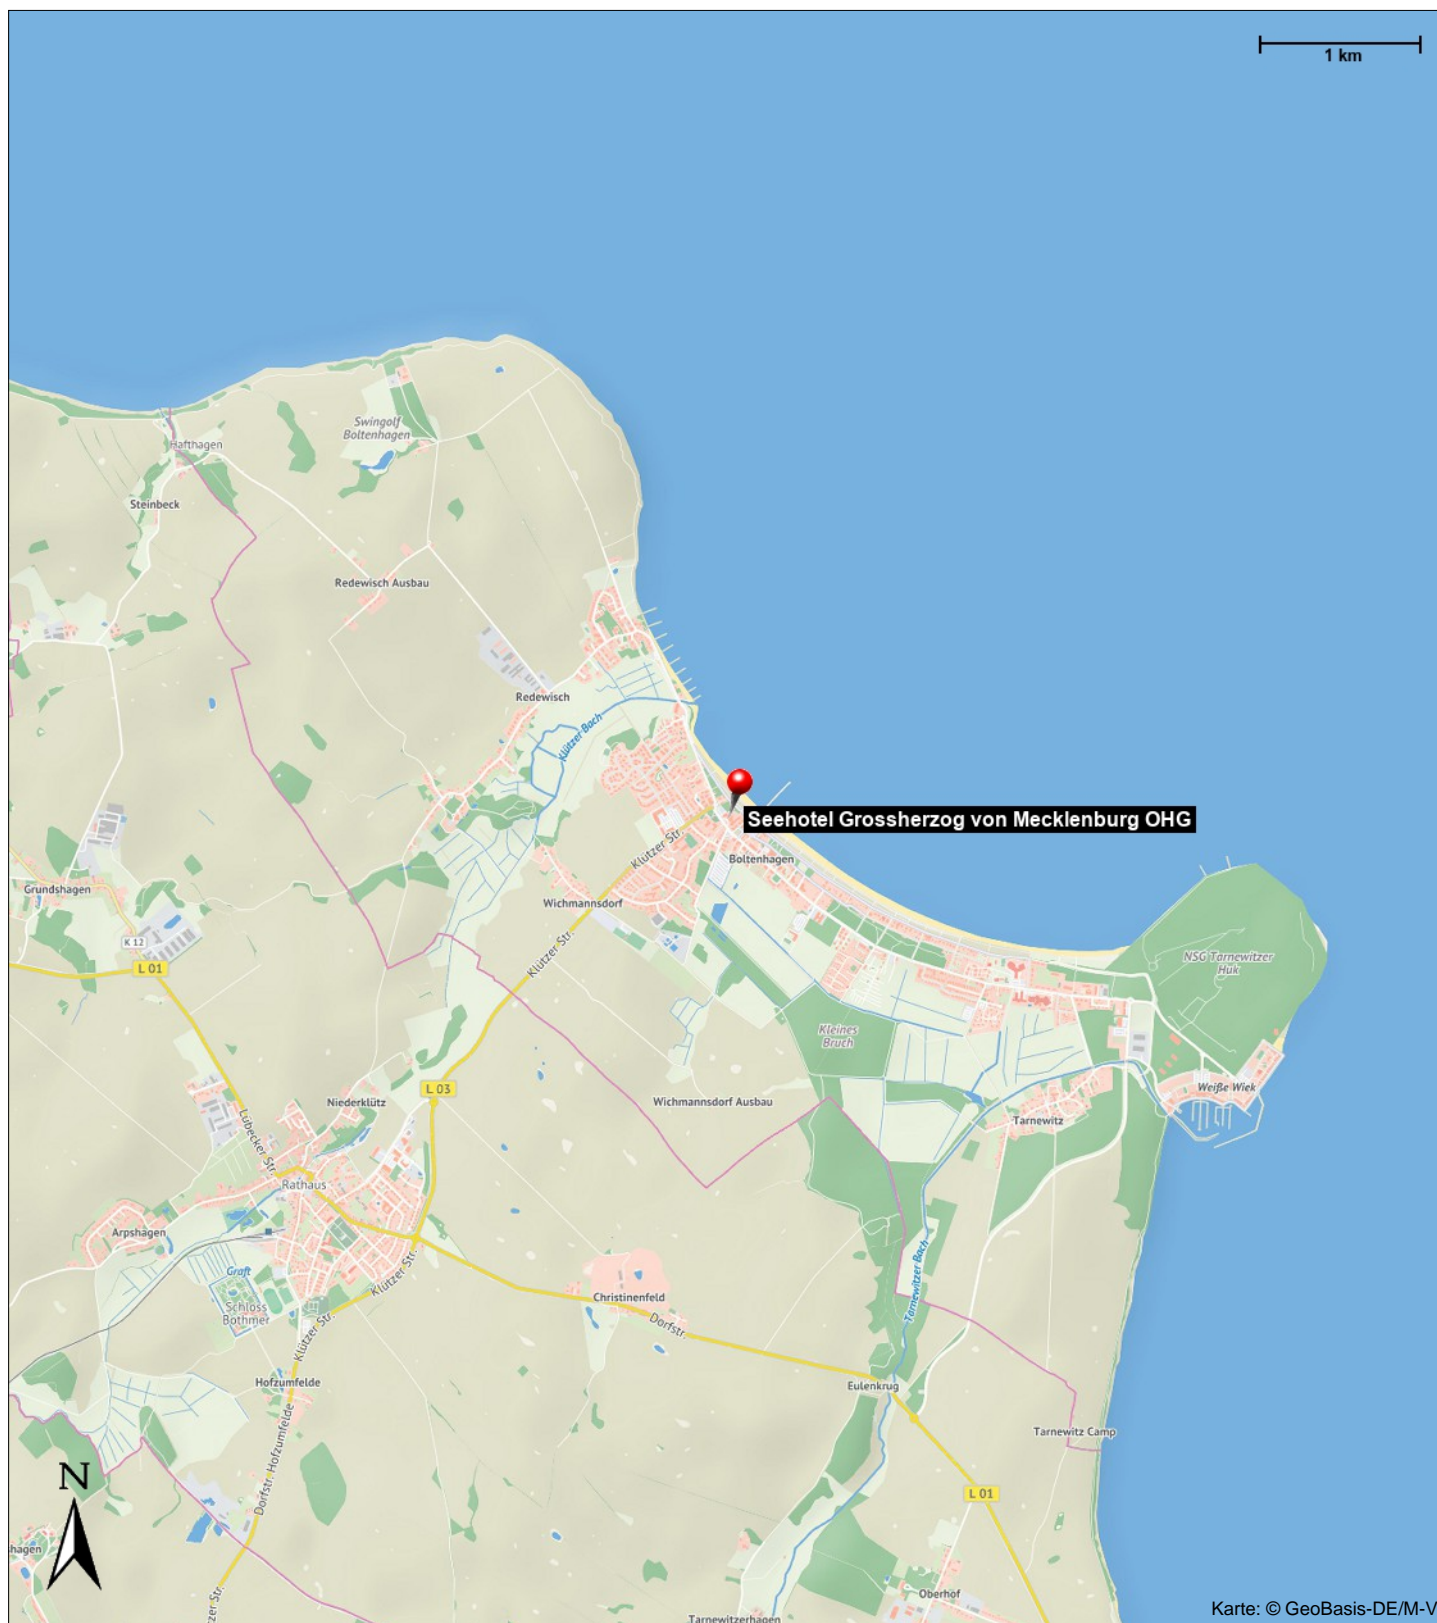 1 km
Swingolf
Boltenhagen
Hafthagen
Steinbeck
Redewisch Ausbau
Redewisch
Klützer Bach
Seehotel Grossherzog von Mecklenburg OHG
Klützer Str.
Boltenhagen
Grundshagen
Wichmannsdorf
K 12
Klützer Str.
L 01
NSG Tarnewitzer
Huk
Kleines
Bruch
L 03
Weiße Wiek
Niederklütz
Wichmannsdorf Ausbau
Lübecker Str.
Tarnewitz
Rathaus
Arpshagen
Klützer Str.
Graft
Tarnewitzer Bach
Schloss
Bothmer
Christinenfeld
Dorfstr.
Klützer Str.
Hofzumfelde
Eulenkrug
Dorfstr. Hofzumfelde
Tarnewitz Camp
N
L 01
shagen
zer Str.
Oberhof
Karte: © GeoBasis-DE/M-V
Tarnewitzerhagen